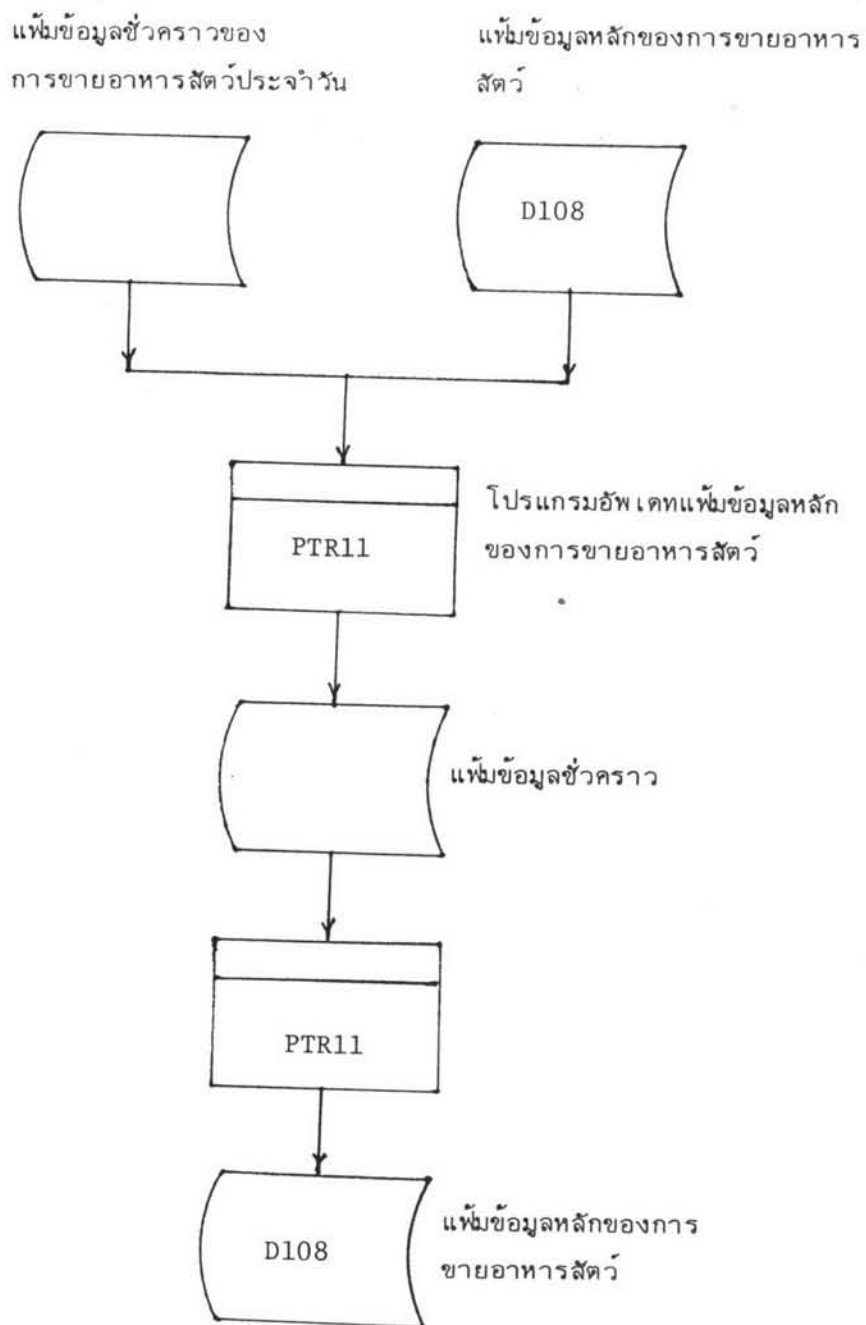 แฟ้มข้อมูลชั่วคราวของ
การขายอาหารสัตว์ประจำวัน
แฟ้มข้อมูลหลักของการขายอาหาร
สัตว์
D108
PTR11
โปรแกรมอัพเดทแฟ้มข้อมูลหลัก
ของการขายอาหารสัตว์
แฟ้มข้อมูลชั่วคราว
PTR11
D108
แฟ้มข้อมูลหลักของการ
ขายอาหารสัตว์